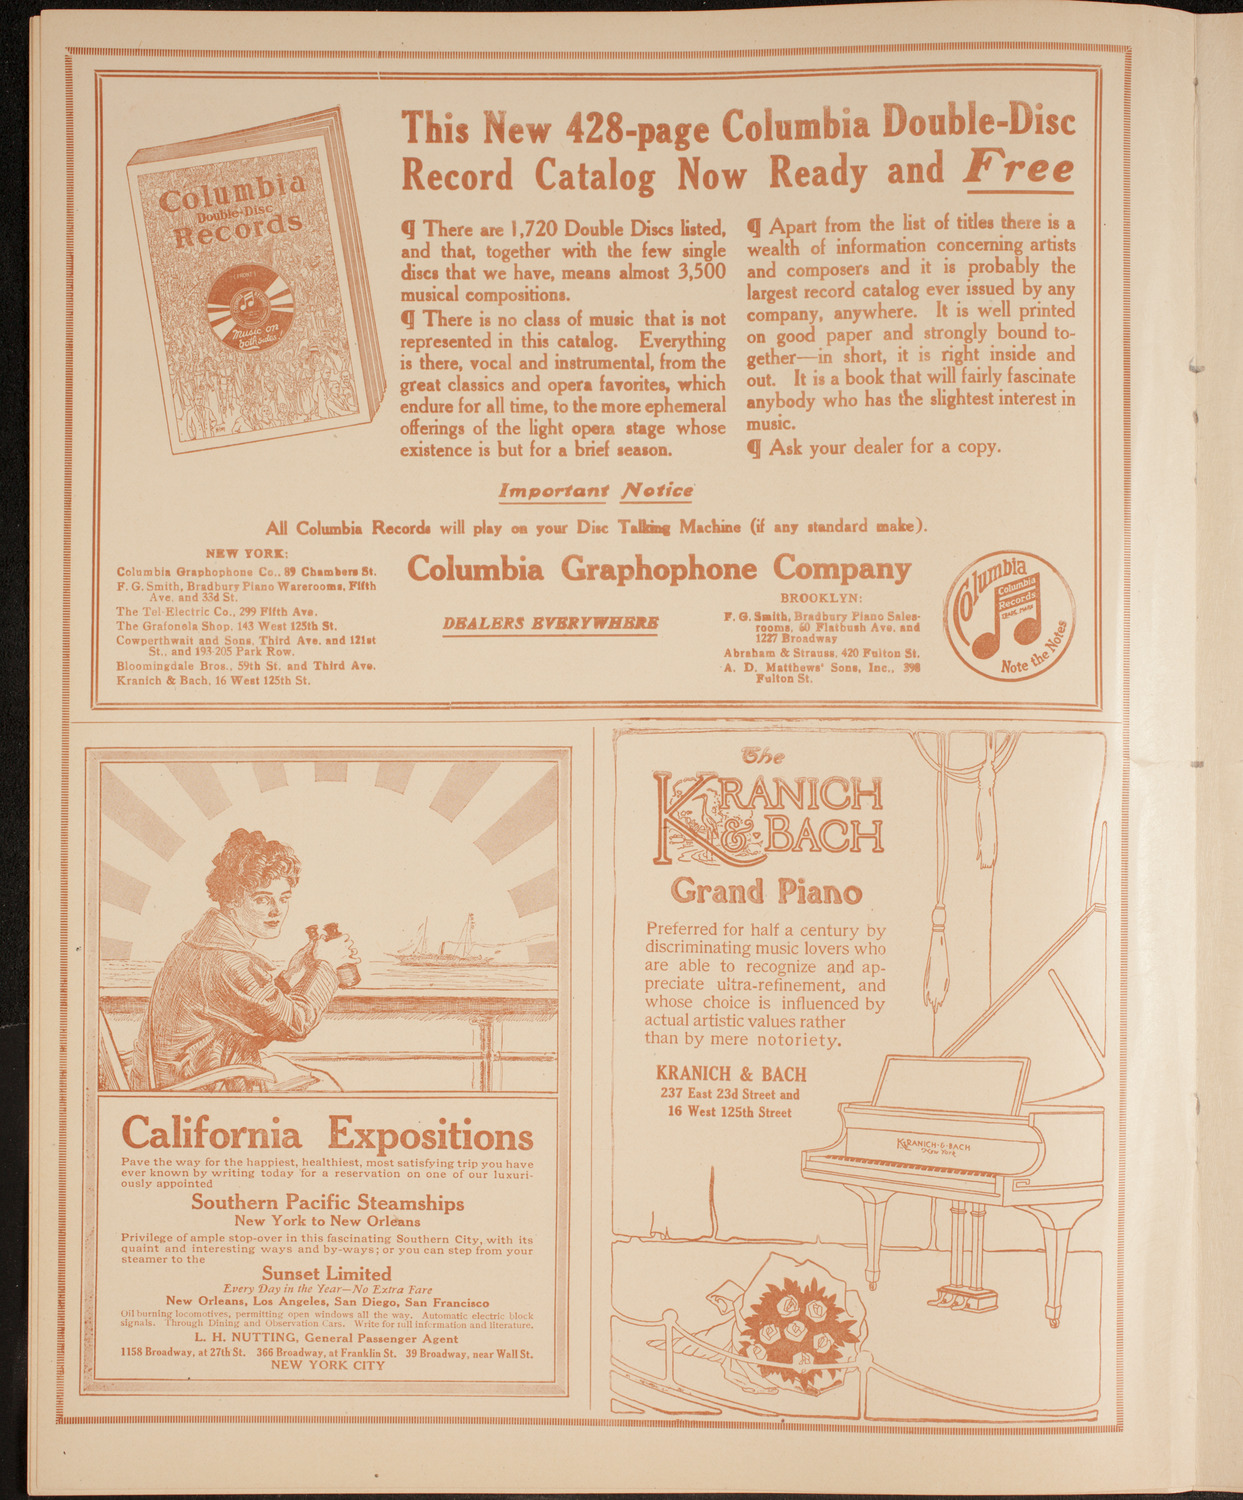 This New 428-page Columbia Double-Disc
Record Catalog Now Ready and Free
Columbia
Double-Disc
Records
Music on
both sides!
¶ There are 1,720 Double Discs listed,
and that, together with the few single
discs that we have, means almost 3,500
musical compositions.
¶ There is no class of music that is not
represented in this catalog. Everything
is there, vocal and instrumental, from the
great classics and opera favorites, which
endure for all time, to the more ephemeral
offerings of the light opera stage whose
existence is but for a brief season.
¶ Apart from the list of titles there is a
wealth of information concerning artists
and composers and it is probably the
largest record catalog ever issued by any
company, anywhere. It is well printed
on good paper and strongly bound to-
gether—in short, it is right inside and
out. It is a book that will fairly fascinate
anybody who has the slightest interest in
music.
¶ Ask your dealer for a copy.
Important Notice
All Columbia Records will play on your Disc Talking Machine (if any standard make).
NEW YORK:
Columbia Graphophone Co., 89 Chambers St.
F. G. Smith, Bradbury Piano Warerooms, Fifth
Ave. and 33d St.
The Tel-Electric Co., 299 Fifth Ave.
The Grafonola Shop, 143 West 125th St.
Cowperthwait and Sons, Third Ave. and 121st
St., and 193-205 Park Row.
Bloomingdale Bros., 59th St. and Third Ave.
Kranich & Bach, 16 West 125th St.
Columbia Graphophone Company
DEALERS EVERYWHERE
BROOKLYN:
F. G. Smith, Bradbury Piano Sales-
rooms, 60 Flatbush Ave. and
1227 Broadway
Abraham & Strauss, 420 Fulton St.
A. D. Matthews' Sons, Inc., 398
Fulton St.
Columbia
Columbia
Records
TRADE MARK
Note the Notes
California Expositions
Pave the way for the happiest, healthiest, most satisfying trip you have
ever known by writing today for a reservation on one of our luxuri-
ously appointed
Southern Pacific Steamships
New York to New Orleans
Privilege of ample stop-over in this fascinating Southern City, with its
quaint and interesting ways and by-ways; or you can step from your
steamer to the
Sunset Limited
Every Day in the Year—No Extra Fare
New Orleans, Los Angeles, San Diego, San Francisco
Oil burning locomotives, permitting open windows all the way. Automatic electric block
signals. Through Dining and Observation Cars. Write for full information and literature.
L. H. NUTTING, General Passenger Agent
1158 Broadway, at 27th St. 366 Broadway, at Franklin St. 39 Broadway, near Wall St.
NEW YORK CITY
The
KRANICH
& BACH
Grand Piano
Preferred for half a century by
discriminating music lovers who
are able to recognize and ap-
preciate ultra-refinement, and
whose choice is influenced by
actual artistic values rather
than by mere notoriety.
KRANICH & BACH
237 East 23d Street and
16 West 125th Street
KRANICH & BACH
New York